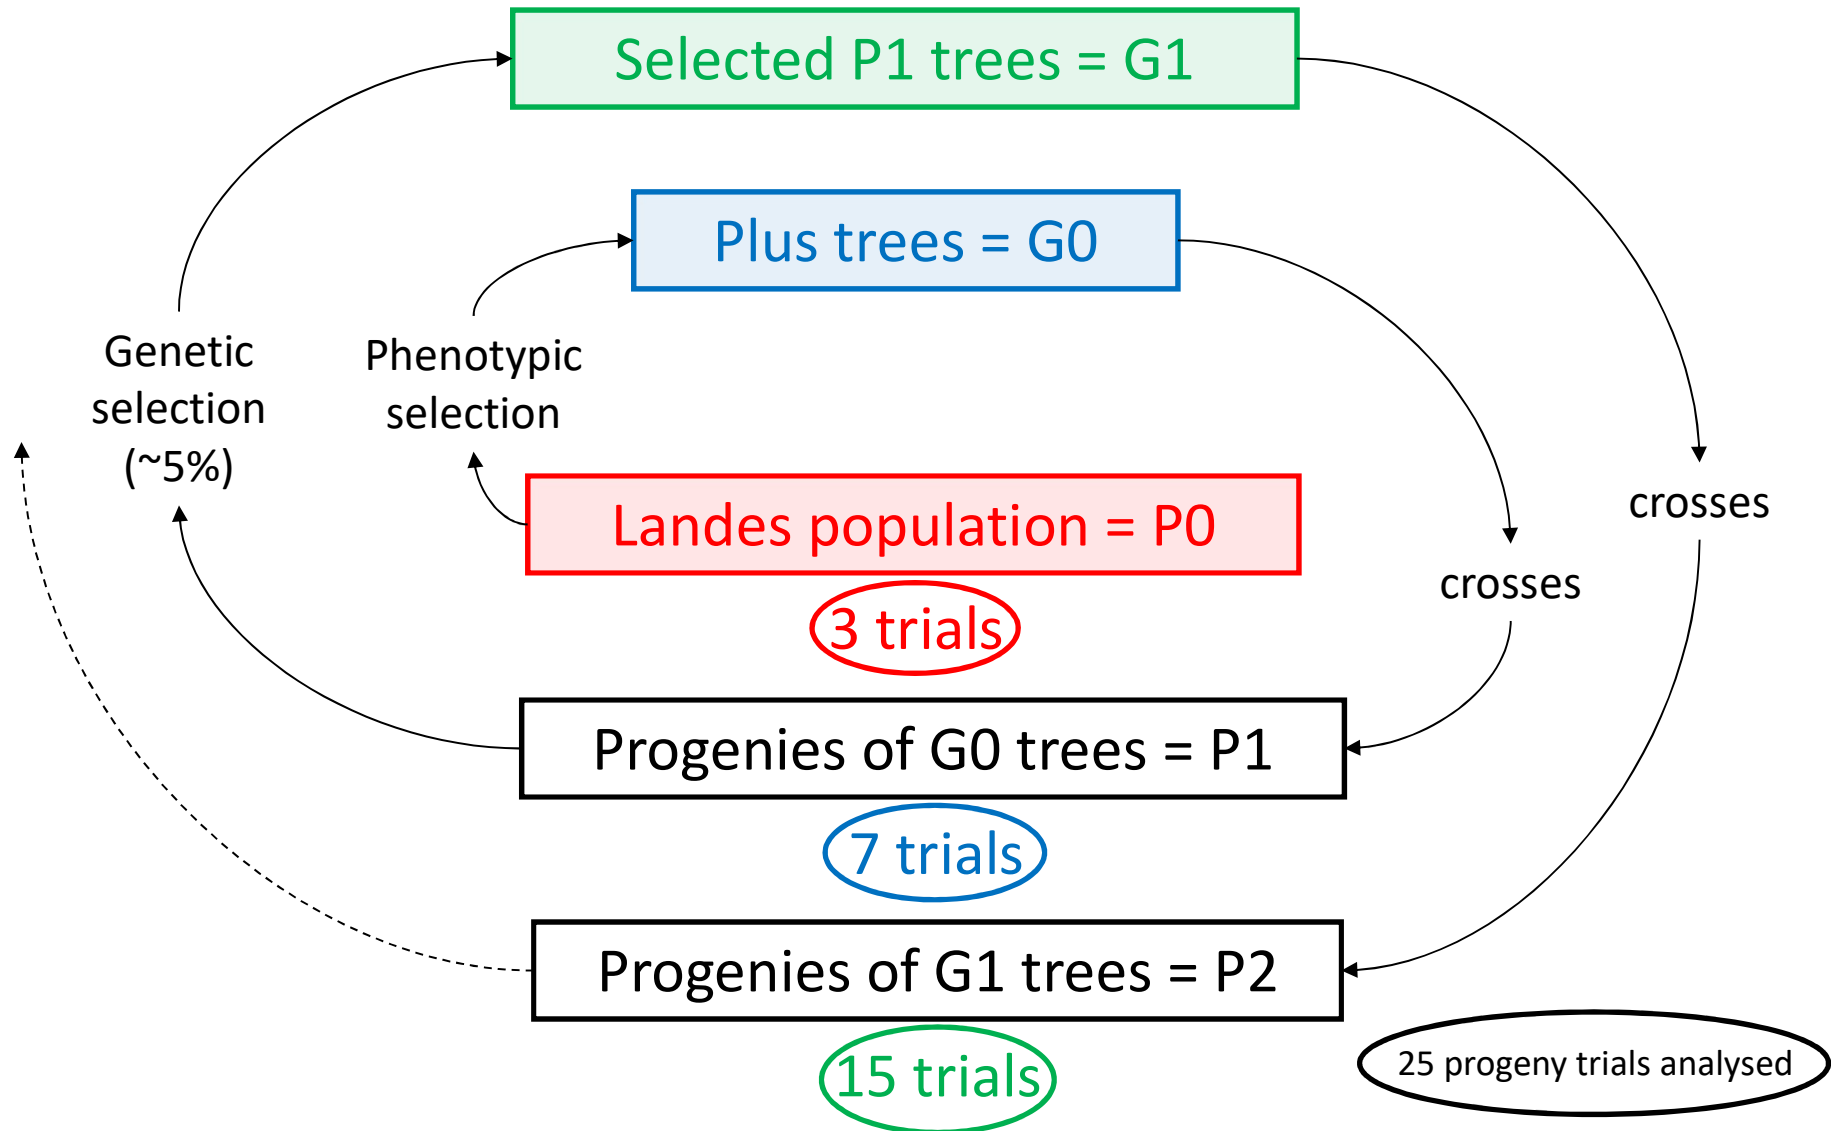 Selected P1 trees = G1
Plus trees = G0
Genetic
selection
(~5%)
Phenotypic
selection
Landes population = P0
crosses
crosses
3 trials
Progenies of G0 trees = P1
7 trials
Progenies of G1 trees = P2
15 trials
25 progeny trials analysed